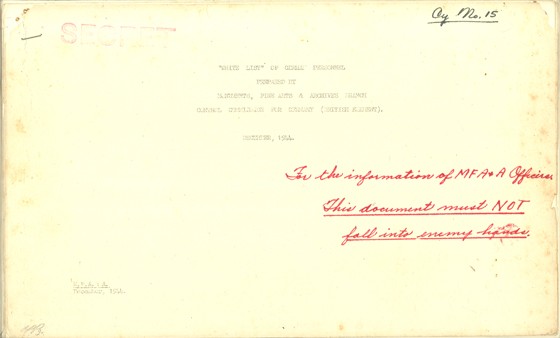 Cy No. 15
SECRET
"WHITE LIST" OF GERMAN PERSONNEL
PREPARED BY
MONUMENTS, FINE ARTS & ARCHIVES BRANCH
CONTROL COMMISSION FOR GERMANY (BRITISH ELEMENT).
1944.
For the information of MFA&A Officers
This document must NOT
fall into enemy hands.
M.F.A.& A.
1944.